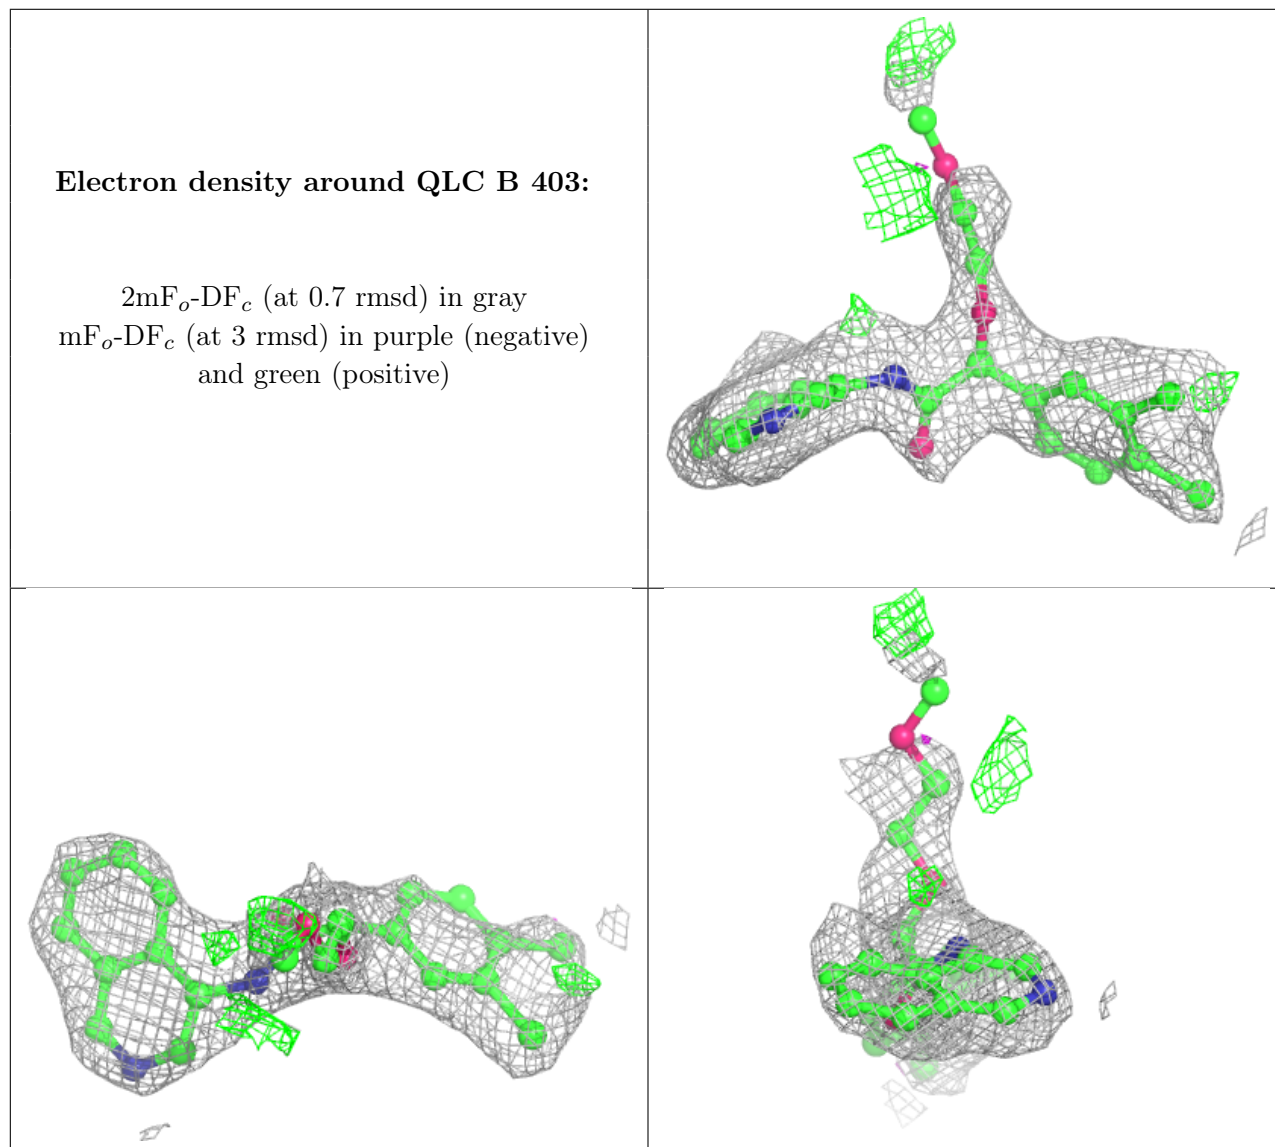 Electron density around QLC B 403:
2mFₒ-DF𝒸 (at 0.7 rmsd) in gray
mFₒ-DF𝒸 (at 3 rmsd) in purple (negative)
and green (positive)